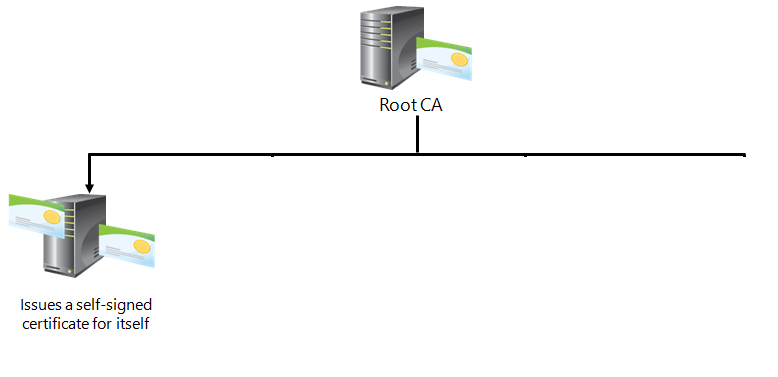 Root CA
Issues a self-signed
certificate for itself